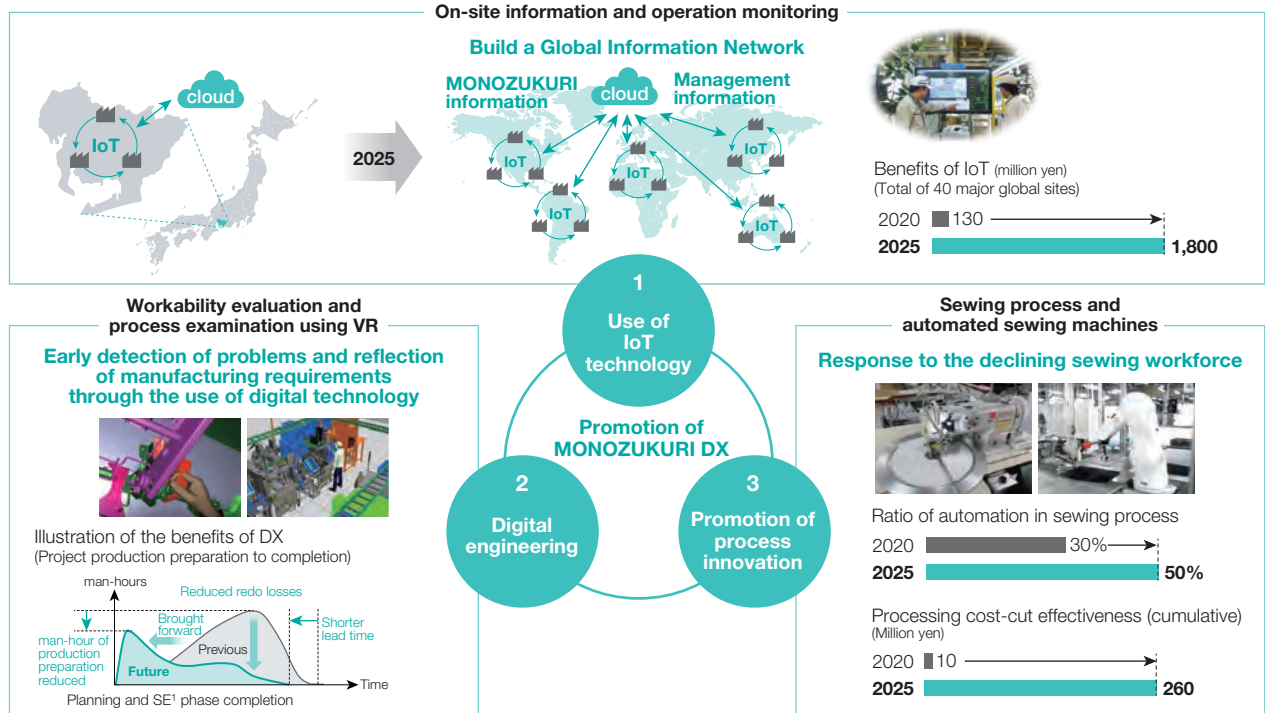 On-site information and operation monitoring
cloud
IoT
2025
Build a Global Information Network
MONOZUKURI
information
cloud
Management
information
IoT
IoT
IoT
IoT
IoT
Benefits of IoT (million yen)
(Total of 40 major global sites)
2020 130
2025 1,800
1
Use of
IoT
technology
Promotion of
MONOZUKURI DX
2
Digital
engineering
3
Promotion of
process
innovation
Workability evaluation and
process examination using VR
Early detection of problems and reflection
of manufacturing requirements
through the use of digital technology
Illustration of the benefits of DX
(Project production preparation to completion)
man-hours
Reduced redo losses
Brought
forward
Shorter
lead time
man-hour of
production
preparation
reduced
Previous
Future
Time
Planning and SE¹ phase completion
Sewing process and
automated sewing machines
Response to the declining sewing workforce
Ratio of automation in sewing process
2020 30%
2025 50%
Processing cost-cut effectiveness (cumulative)
(Million yen)
2020 10
2025 260